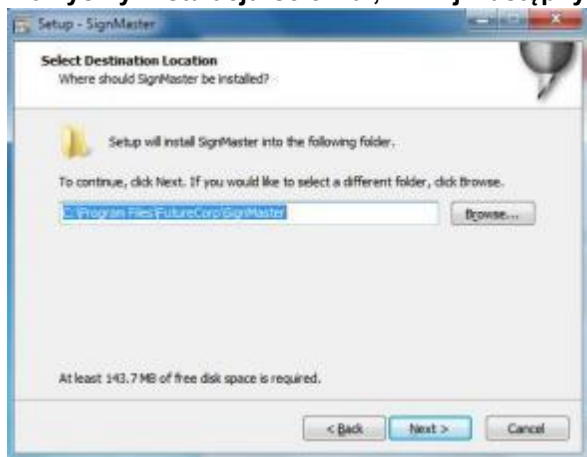 Setup - SignMaster
Select Destination Location
Where should SignMaster be installed?
Setup will install SignMaster into the following folder.
To continue, click Next. If you would like to select a different folder, click Browse.
C:\Program Files\FutureCorp\SignMaster
Browse...
At least 143.7 MB of free disk space is required.
< Back
Next >
Cancel